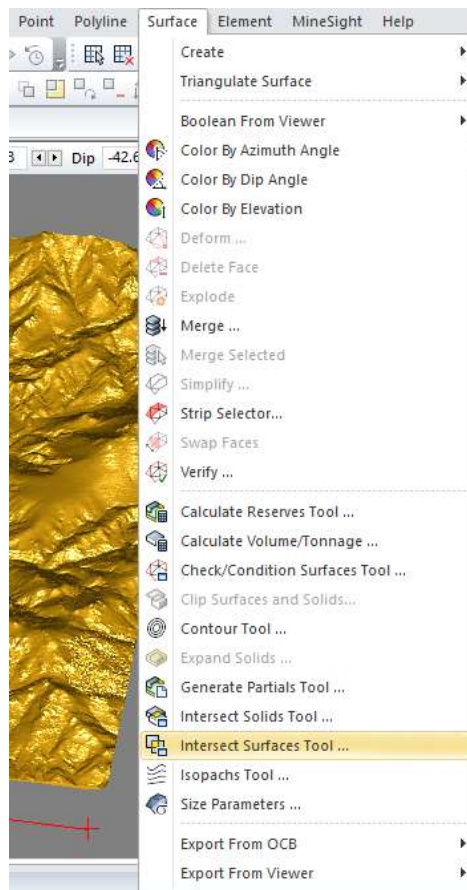 Point Polyline Surface Element MineSight Help
Create
Triangulate Surface
Boolean From Viewer
Color By Azimuth Angle
Dip -42.6
Color By Dip Angle
Color By Elevation
Deform ...
Delete Face
Explode
Merge ...
Merge Selected
Simplify ...
Strip Selector...
Swap Faces
Verify ...
Calculate Reserves Tool ...
Calculate Volume/Tonnage ...
Check/Condition Surfaces Tool ...
Clip Surfaces and Solids...
Contour Tool ...
Expand Solids ...
Generate Partials Tool ...
Intersect Solids Tool ...
Intersect Surfaces Tool ...
Isopachs Tool ...
Size Parameters ...
Export From OCB
Export From Viewer